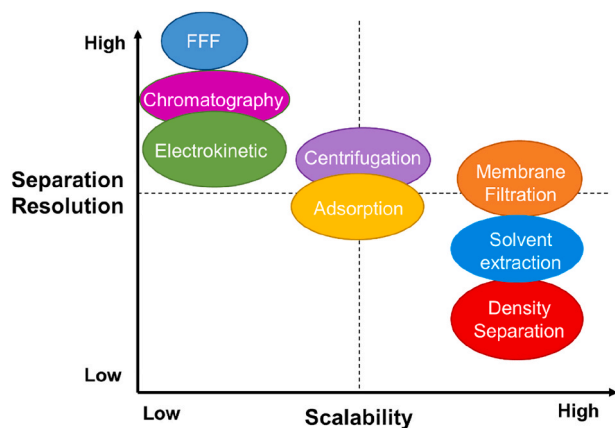 High
FFF
Chromatography
Electrokinetic
Centrifugation
Membrane
Filtration
Separation
Resolution
Adsorption
Solvent
extraction
Density
Separation
Low
Low
Scalability
High